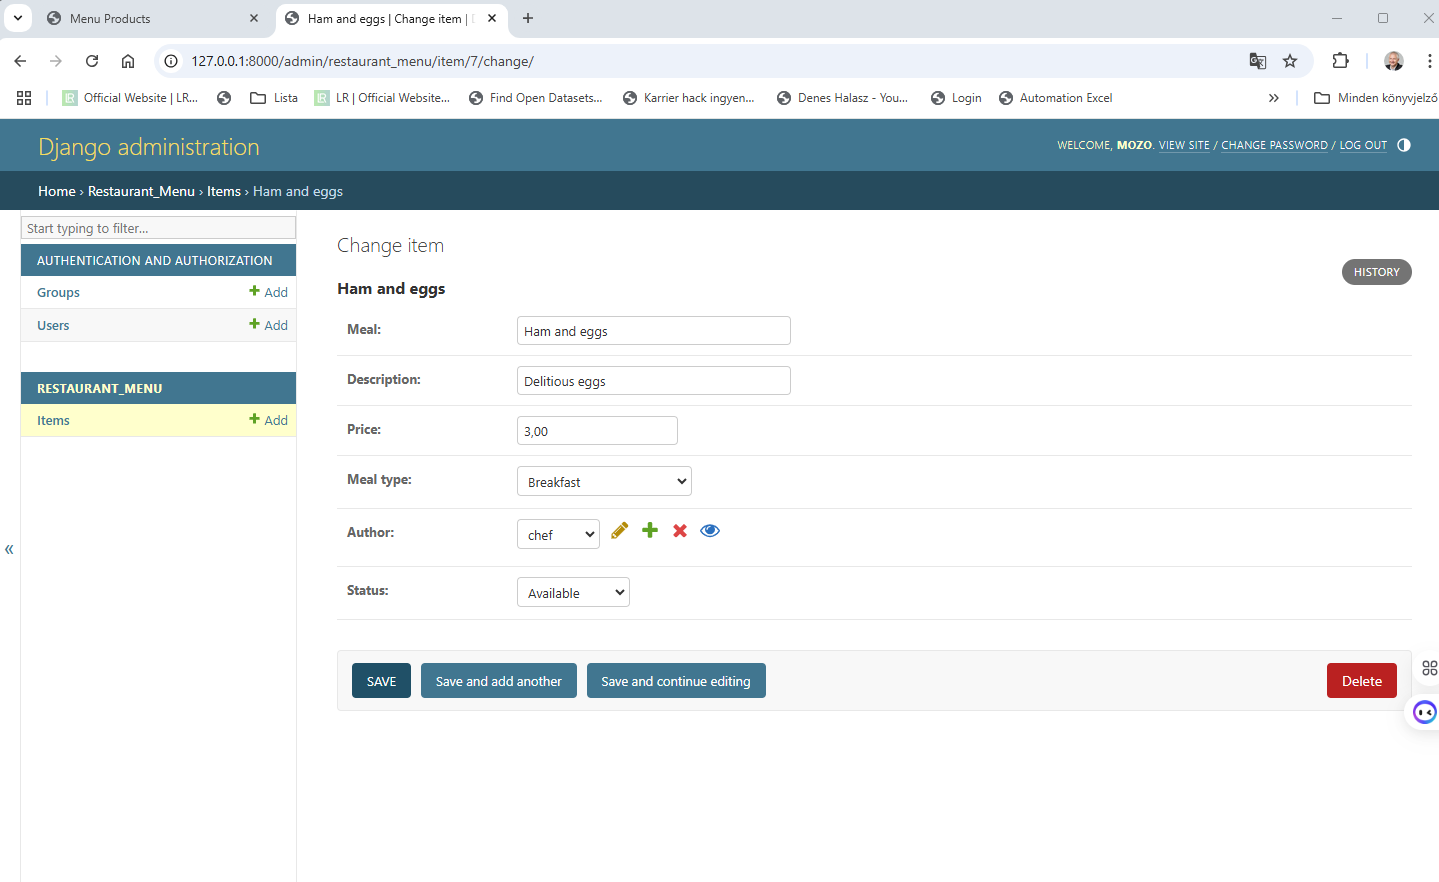 Menu Products
Ham and eggs | Change item |
127.0.0.1:8000/admin/restaurant_menu/item/7/change/
Official Website | LR...
Lista
LR | Official Website...
Find Open Datasets...
Karrier hack ingyen...
Denes Halasz - You...
Login
Automation Excel
»
Minden könyvjelző
Django administration
WELCOME, MOZO. VIEW SITE / CHANGE PASSWORD / LOG OUT
Home › Restaurant_Menu › Items › Ham and eggs
Start typing to filter...
AUTHENTICATION AND AUTHORIZATION
Groups
Add
Users
Add
RESTAURANT_MENU
Items
Add
«
Change item
HISTORY
Ham and eggs
Meal:
Ham and eggs
Description:
Delitious eggs
Price:
3,00
Meal type:
Breakfast
Author:
chef
Status:
Available
SAVE
Save and add another
Save and continue editing
Delete